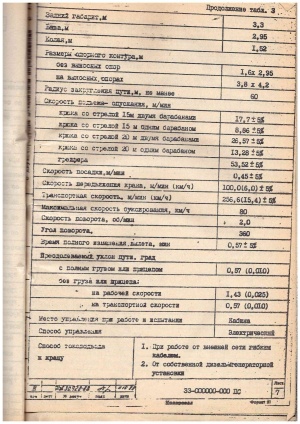 Продолжение табл. 3
Задний габарит, м 3,3
База, м 2,95
Колея, м 1,52
Размеры опорного контура, м
без выносных опор 1,6х 2,95
на выносных опорах 3,8 х 4,2
Радиус закругления пути, м, не менее 60
Скорость подъема- опускания, м/мин
крюка со стрелой 15м двумя барабанами 17,7± 5%
крюка со стрелой 15 м одним барабаном 8,86 ± 5%
крюка со стрелой 20 м двумя барабанами 26,57± 5%
крюка со стрелой 20 м одним барабаном 13,28 ± 5%
грейфера 53,52 ± 5%
Скорость посадки, м/мин 0,45± 5%
Скорость передвижения крана, м/мин (км/ч) 100,0(6,0)± 5%
Транспортная скорость, м/мин (км/ч) 256,6(15,4)± 5%
Максимальная скорость буксирования, км/ч 80
Скорость поворота, об/мин 2,0
Угол поворота, 360
Время полного изменения вылета, мин 0,57± 5%
Преодолеваемый уклон пути, град
с полным грузом или прицепом 0,57 (0,010)
без груза или прицепа:
на рабочей скорости 1,43 (0,025)
на транспортной скорости 0,57 (0,010)
Место управления при работе и испытании Кабина
Способ управления Электрический
Способ токоподвода к крану
1. При работе от внешней сети гибким кабелем.
2. От собственной дизельгенераторной установки
33-000000-000 ПС
Лист 7
Копировал Формат 11